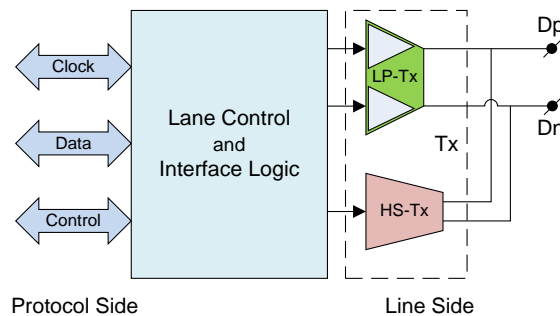 Dp
Clock
LP-Tx
Lane Control
and
Interface Logic
Data
Dn
Tx
Control
HS-Tx
Protocol Side
Line Side